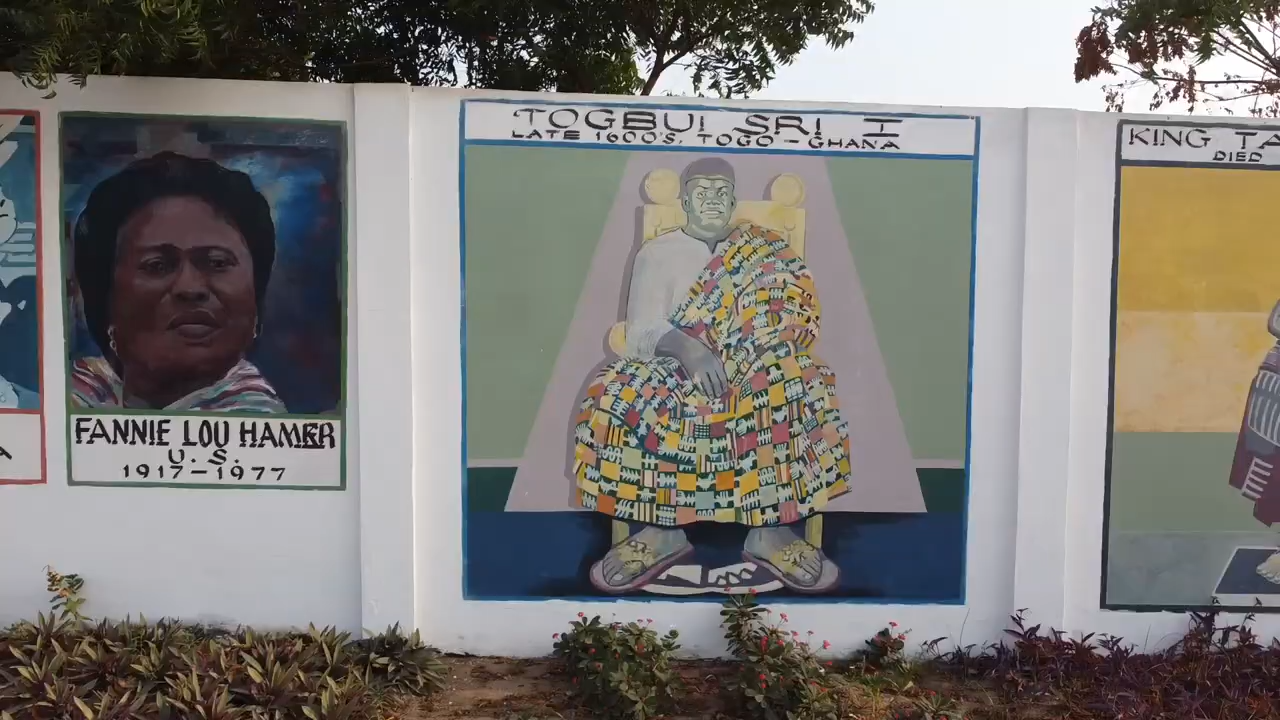 FANNIE LOU HAMER
U. S.
1917-1977
TOGBUI SRI I
LATE 1600'S, TOGO - GHANA
KING TA
DIED